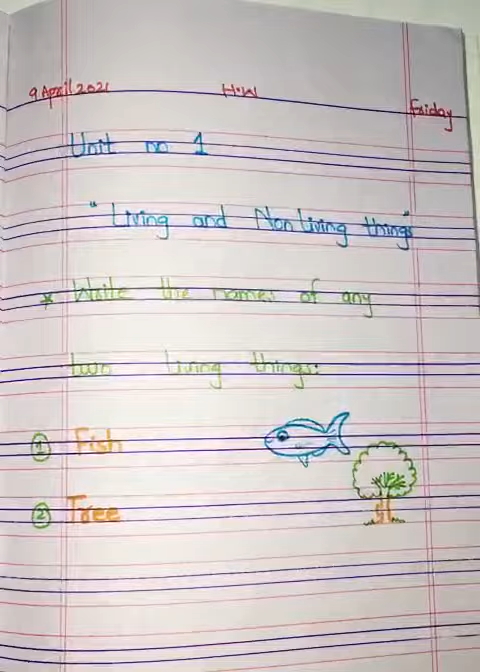 9 April 2021 H.W Friday
Unit no 1
"Living and Non Living things"
* Write the names of any
two living things:
1 Fish
2 Tree